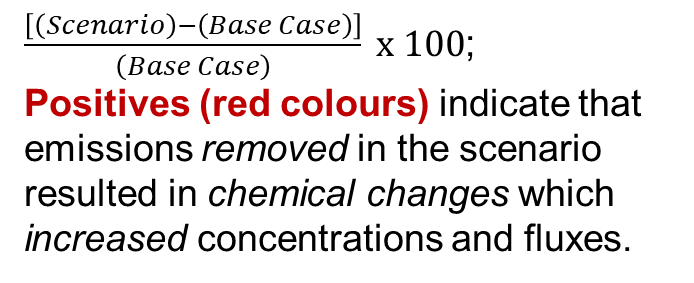 [(Scenario)−(Base Case)]
(Base Case)
x 100;
Positives (red colours) indicate that
emissions removed in the scenario
resulted in chemical changes which
increased concentrations and fluxes.